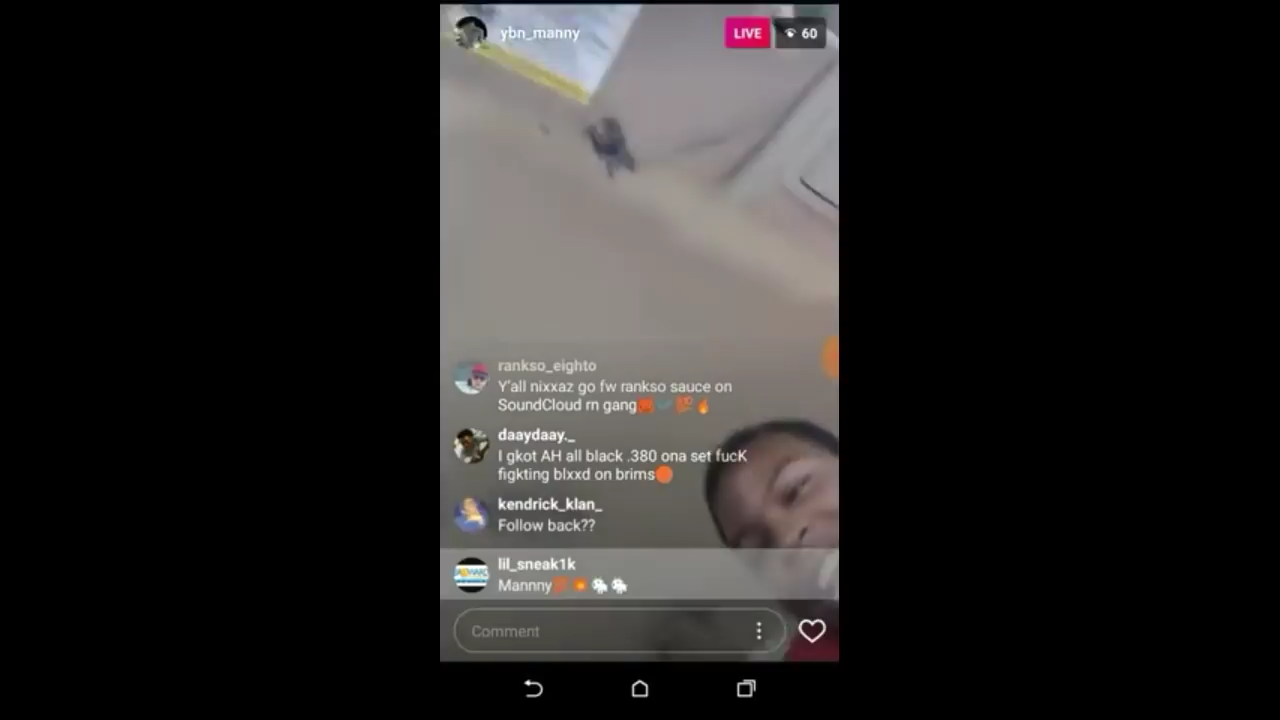 ybn_manny
LIVE 60
rankso_eighto
Y'all nixxaz go fw rankso sauce on
SoundCloud rn gang👹✔️💯🔥
daaydaay._
I gkot AH all black .380 ona set fucK
figkting blxxd on brims🔴
kendrick_klan_
Follow back??
lil_sneak1k
Mannny💯💥🐘🐘
Comment